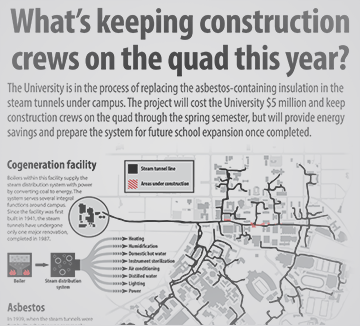 What's keeping construction
crews on the quad this year?
The University is in the process of replacing the asbestos-containing insulation in the
steam tunnels under campus. The project will cost the University $5 million and keep
construction crews on the quad through the spring semester, but will provide energy
savings and prepare the system for future school expansion once completed.
Cogeneration facility
Boilers within this facility supply the
steam distribution system with power
by converting coal to energy. The
system serves several integral
functions around campus.
Since the facility was first
built in 1941, the steam
tunnels have undergone
only one major renovation,
completed in 1987.
Steam tunnel line
Areas under construction
Heating
Humidification
Domestic hot water
Instrument sterilization
Air conditioning
Distilled water
Lighting
Power
Boiler
Steam distribution
system
Asbestos
In 1939, when the steam tunnels were